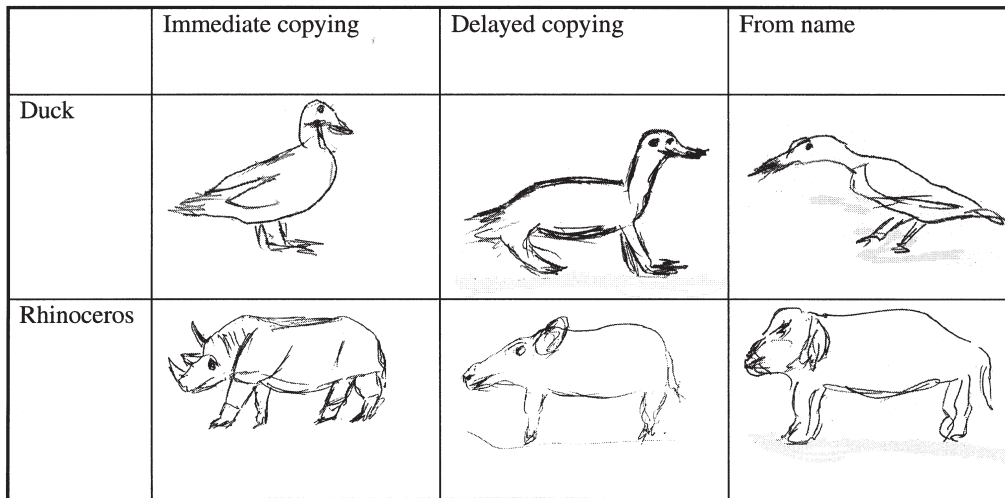 Immediate copying
Delayed copying
From name
Duck
Rhinoceros